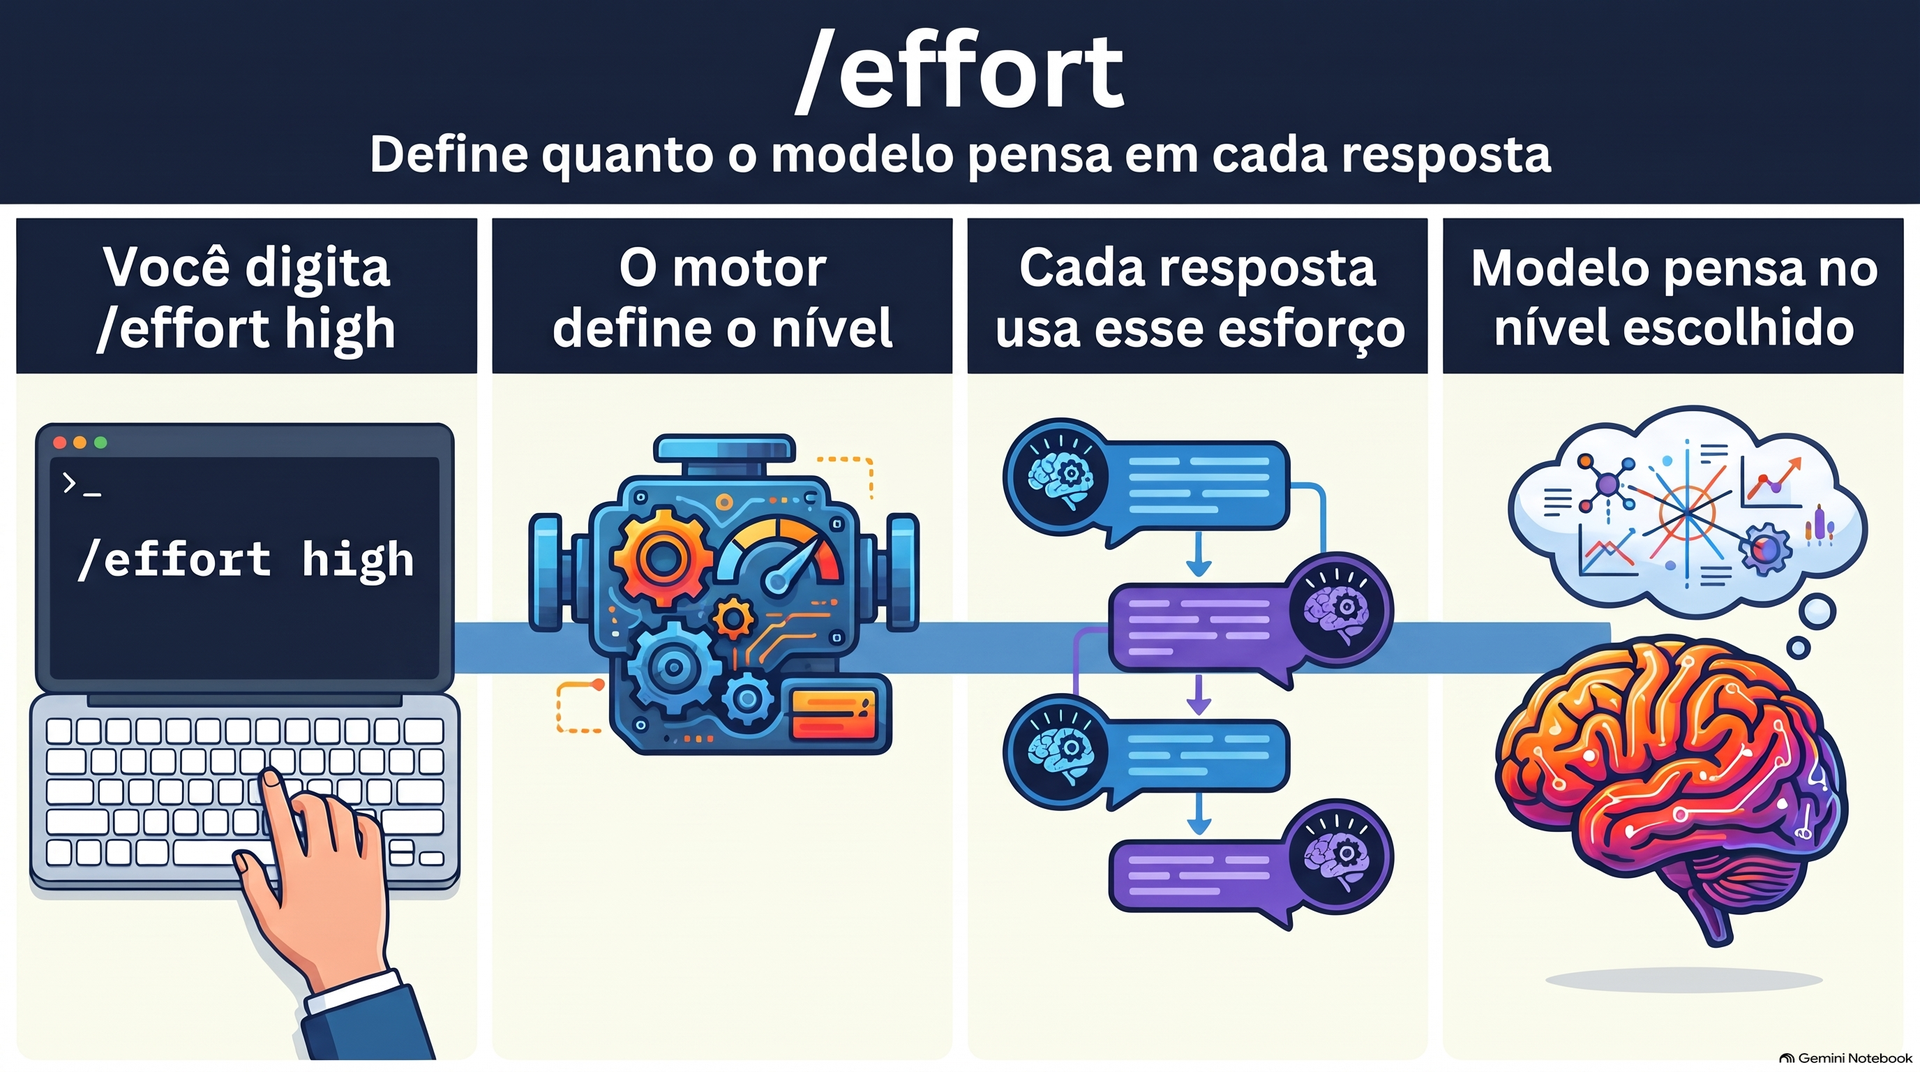 /effort
Define quanto o modelo pensa em cada resposta
Você digita
/effort high
O motor
define o nível
Cada resposta
usa esse esforço
Modelo pensa no
nível escolhido
>_
/effort high
Gemini Notebook